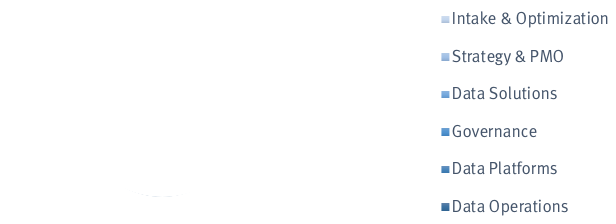 Intake & Optimization
Strategy & PMO
Data Solutions
Governance
Data Platforms
Data Operations